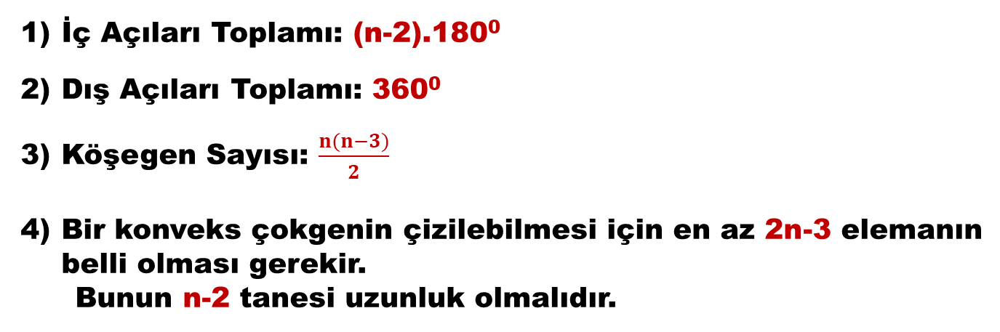 1) İç Açıları Toplamı: (n-2).180⁰
2) Dış Açıları Toplamı: 360⁰
3) Köşegen Sayısı: n(n−3)/2
4) Bir konveks çokgenin çizilebilmesi için en az 2n-3 elemanın
belli olması gerekir.
Bunun n-2 tanesi uzunluk olmalıdır.